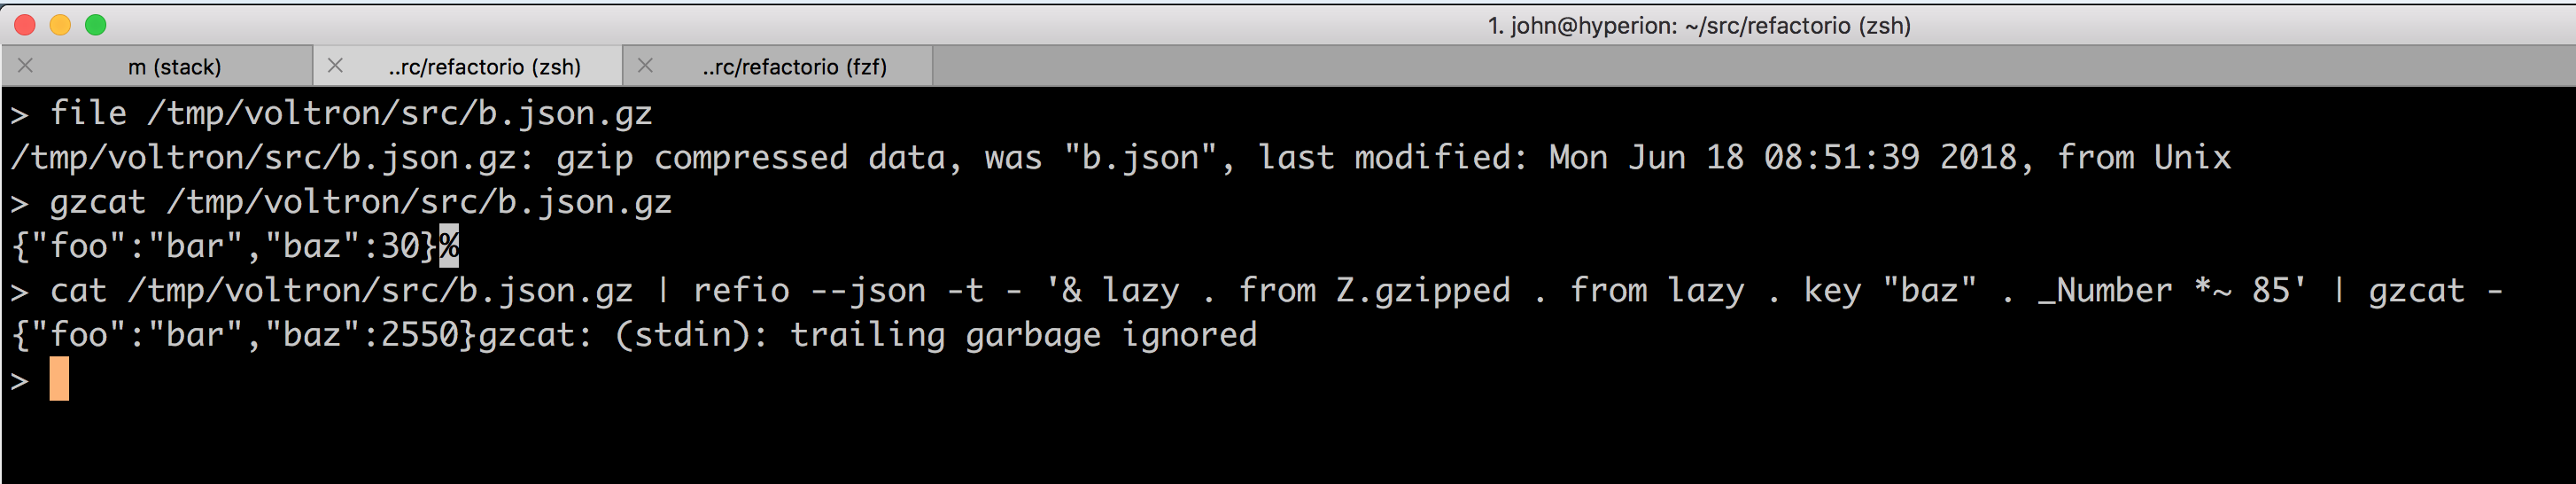 1. john@hyperion: ~/src/refactorio (zsh)
m (stack)
..rc/refactorio (zsh)
..rc/refactorio (fzf)
> file /tmp/voltron/src/b.json.gz
/tmp/voltron/src/b.json.gz: gzip compressed data, was "b.json", last modified: Mon Jun 18 08:51:39 2018, from Unix
> gzcat /tmp/voltron/src/b.json.gz
{"foo":"bar","baz":30}%
> cat /tmp/voltron/src/b.json.gz | refio --json -t - '& lazy . from Z.gzipped . from lazy . key "baz" . _Number *~ 85' | gzcat -
{"foo":"bar","baz":2550}gzcat: (stdin): trailing garbage ignored
>